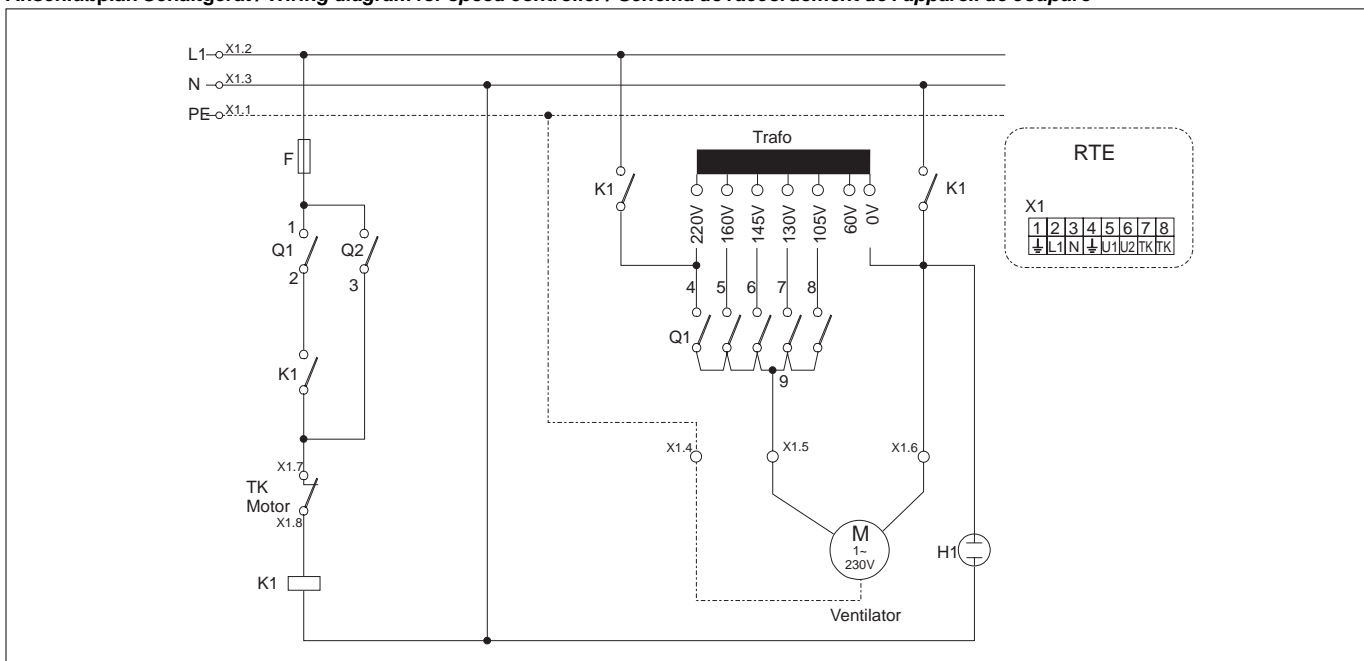 Anschlußplan Schaltgerät / Wiring diagram for speed controller / Schéma de raccordement de l'appareil de coupure
L1 X1.2
N X1.3
PE X1.1
F
1
Q1
2
Q2
3
K1
X1.7
TK
Motor
X1.8
K1
Trafo
K1
220V 160V 145V 130V 105V 60V 0V
K1
4 5 6 7 8
Q1
9
X1.4 X1.5 X1.6
M
1~
230V
Ventilator
H1
RTE
X1
1 2 3 4 5 6 7 8
⏚ L1 N ⏚ U1 U2 TK TK